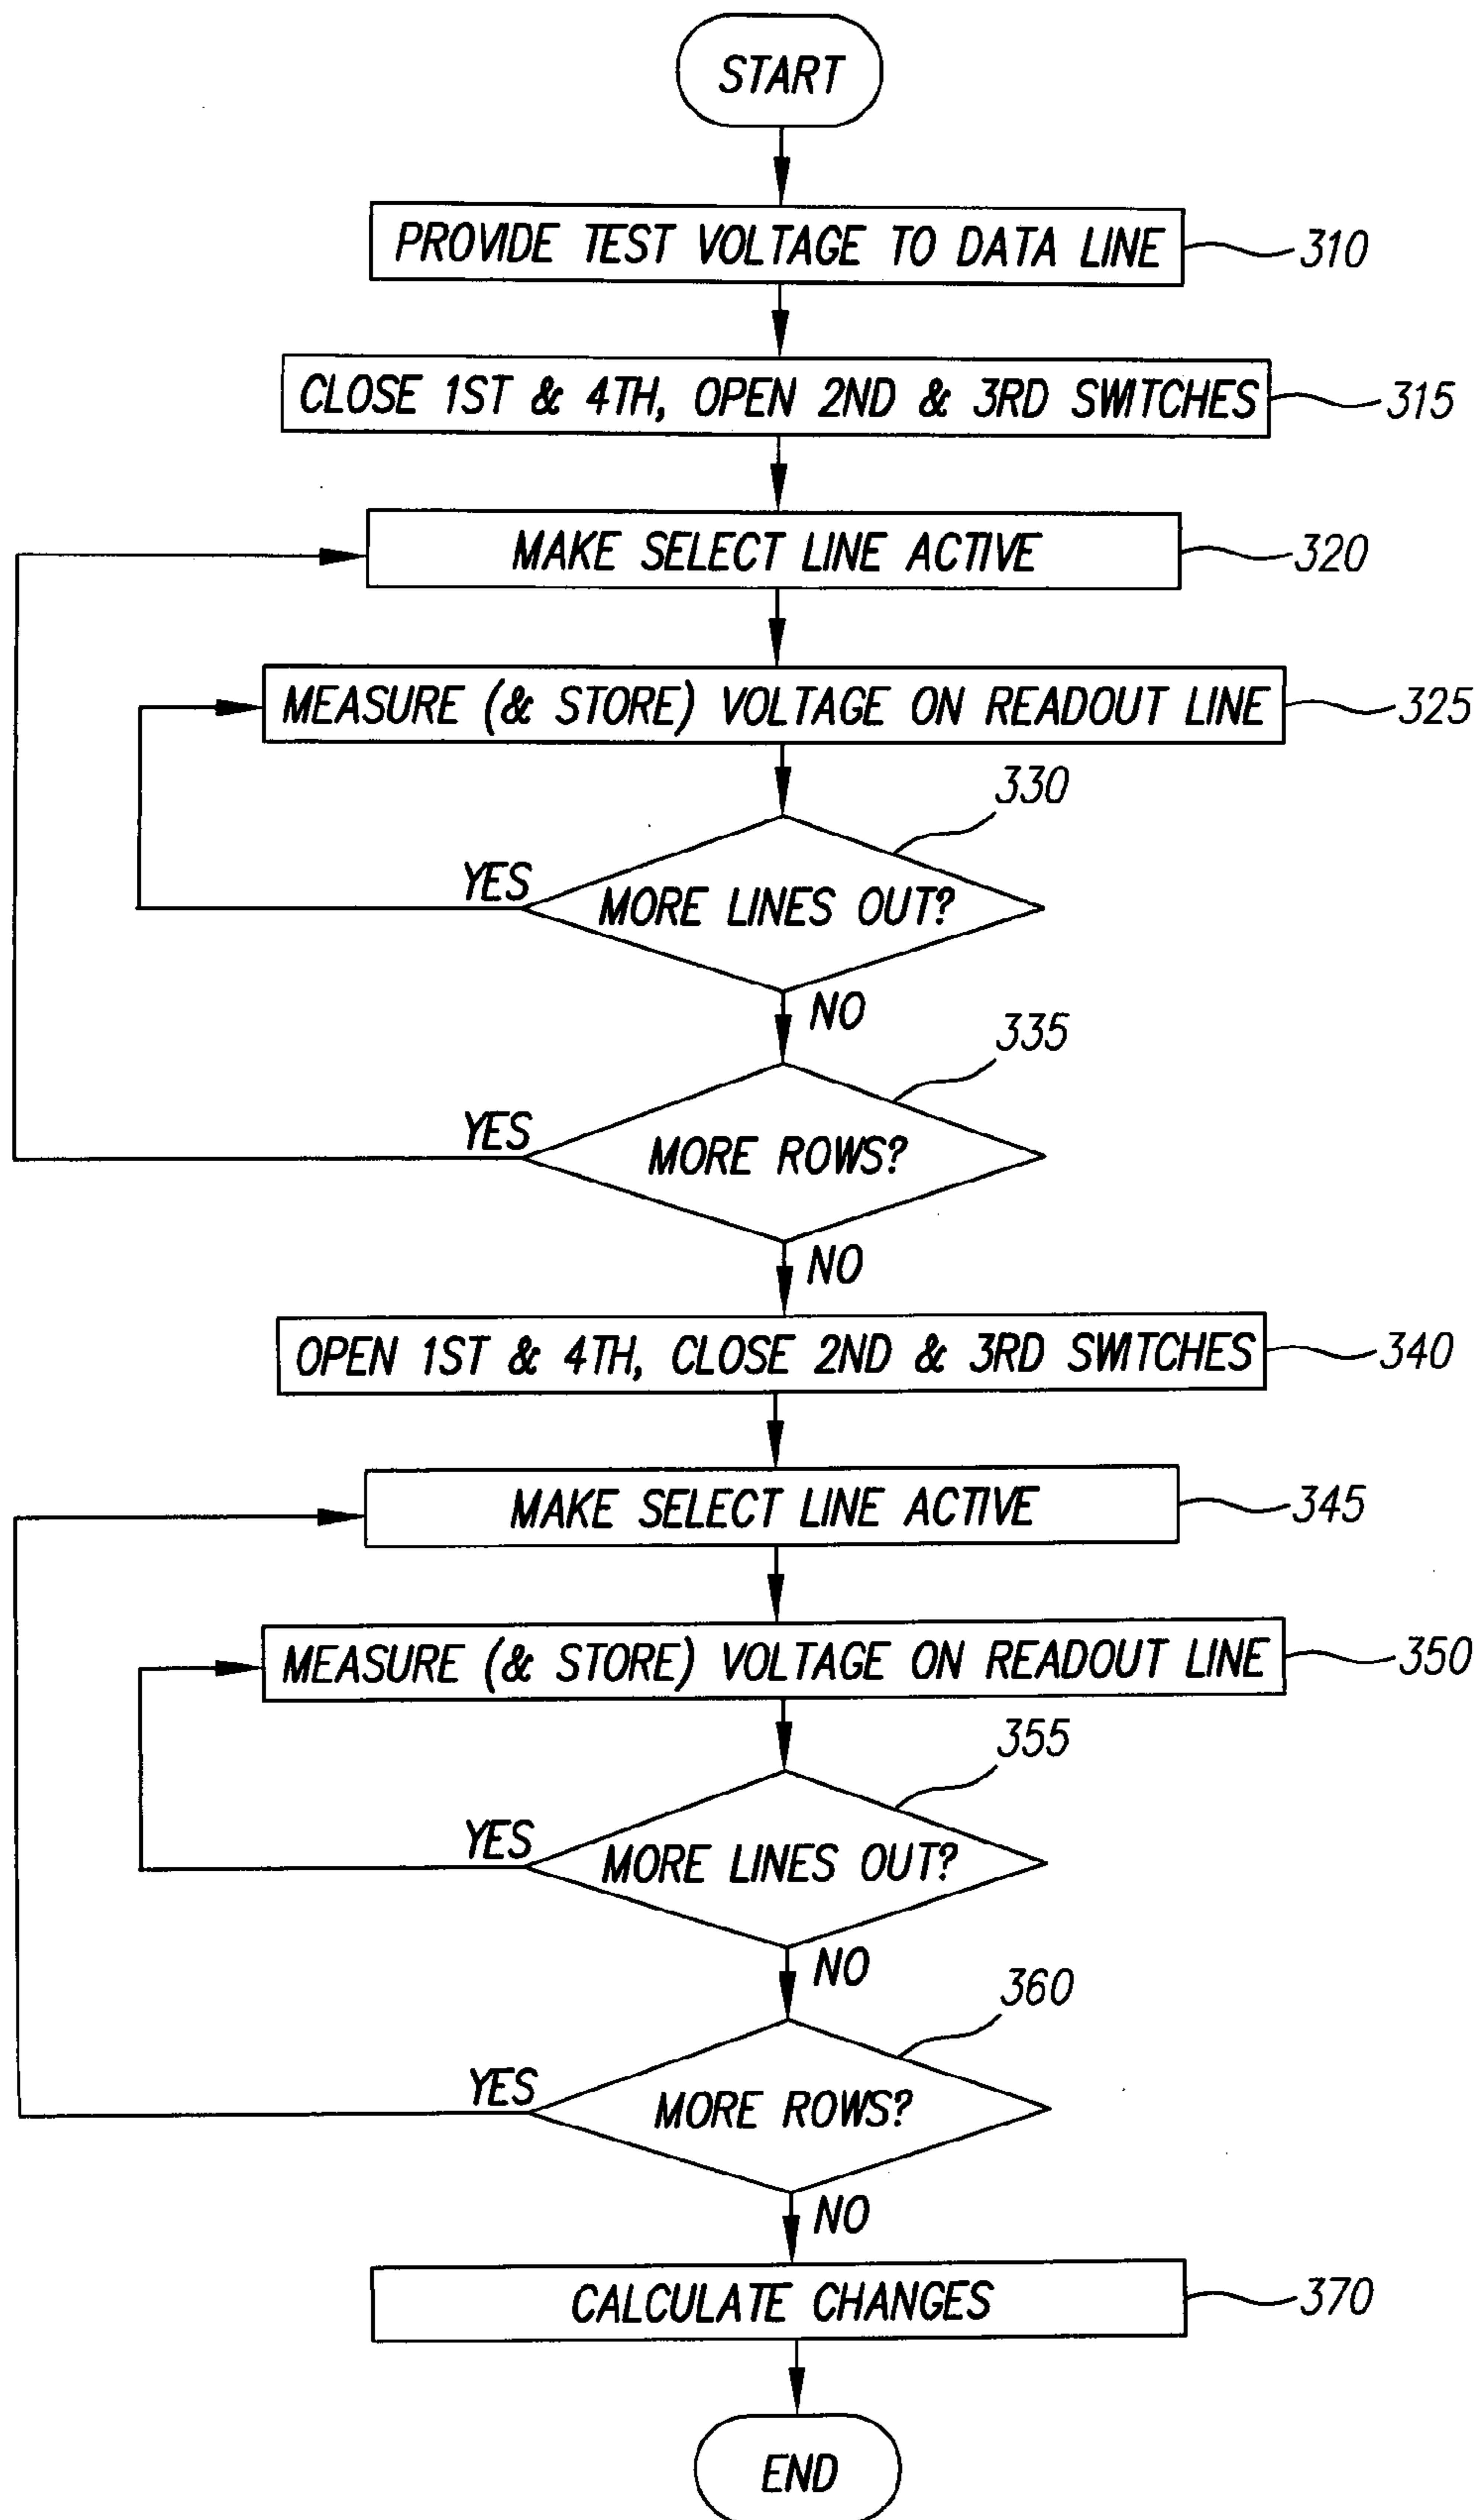 START
PROVIDE TEST VOLTAGE TO DATA LINE
310
CLOSE 1ST & 4TH, OPEN 2ND & 3RD SWITCHES
315
MAKE SELECT LINE ACTIVE
320
MEASURE (& STORE) VOLTAGE ON READOUT LINE
325
330
YES
MORE LINES OUT?
NO
335
YES
MORE ROWS?
NO
OPEN 1ST & 4TH, CLOSE 2ND & 3RD SWITCHES
340
MAKE SELECT LINE ACTIVE
345
MEASURE (& STORE) VOLTAGE ON READOUT LINE
350
355
YES
MORE LINES OUT?
NO
360
YES
MORE ROWS?
NO
CALCULATE CHANGES
370
END